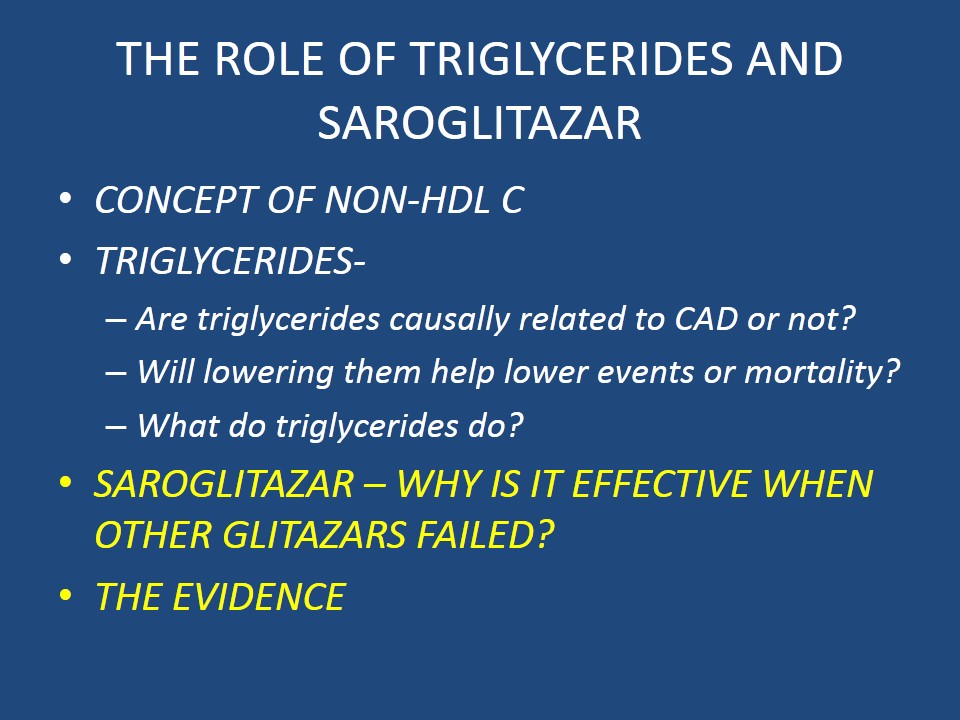 THE ROLE OF TRIGLYCERIDES AND
SAROGLITAZAR
• CONCEPT OF NON-HDL C
• TRIGLYCERIDES-
– Are triglycerides causally related to CAD or not?
– Will lowering them help lower events or mortality?
– What do triglycerides do?
• SAROGLITAZAR – WHY IS IT EFFECTIVE WHEN
OTHER GLITAZARS FAILED?
• THE EVIDENCE